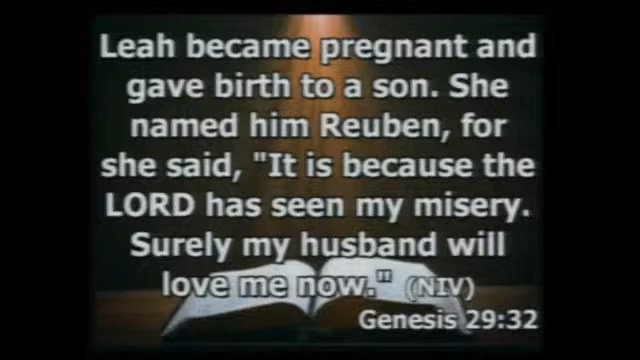 Leah became pregnant and
gave birth to a son. She
named him Reuben, for
she said, "It is because the
LORD has seen my misery.
Surely my husband will
love me now." (NIV)
Genesis 29:32